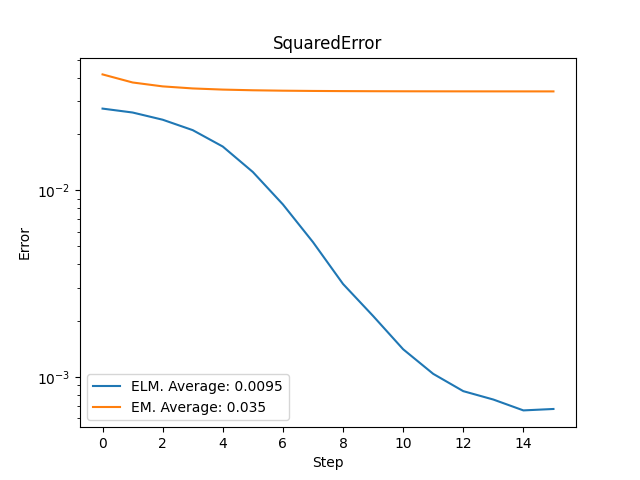 SquaredError
Error
10⁻²
10⁻³
ELM. Average: 0.0095
EM. Average: 0.035
0 2 4 6 8 10 12 14
Step